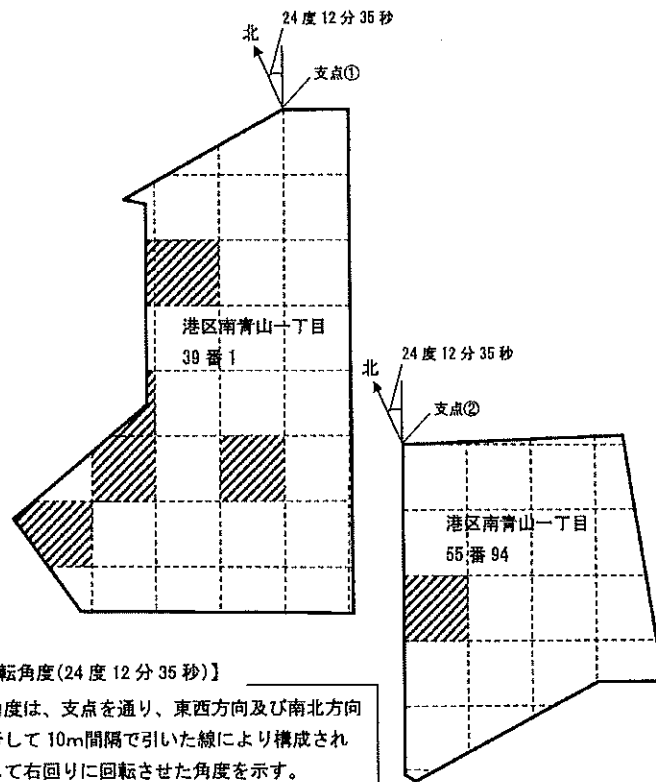 24度12分35秒
北
支点①
港区南青山一丁目
39番1
24度12分35秒
北
支点②
港区南青山一丁目
55番94
転角度(24度12分35秒)】
度は、支点を通り、東西方向及び南北方向
して10m間隔で引いた線により構成され
して右回りに回転させた角度を示す。